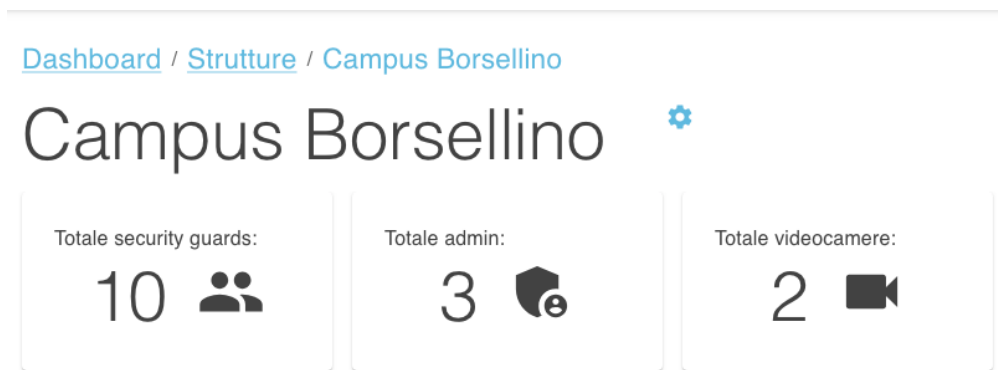 Dashboard / Strutture / Campus Borsellino
Campus Borsellino
Totale security guards:
10
Totale admin:
3
Totale videocamere:
2